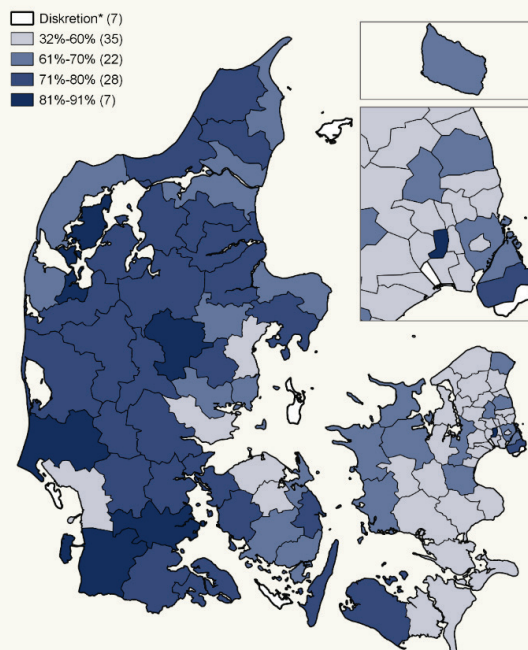 Diskretion* (7)
32%-60% (35)
61%-70% (22)
71%-80% (28)
81%-91% (7)